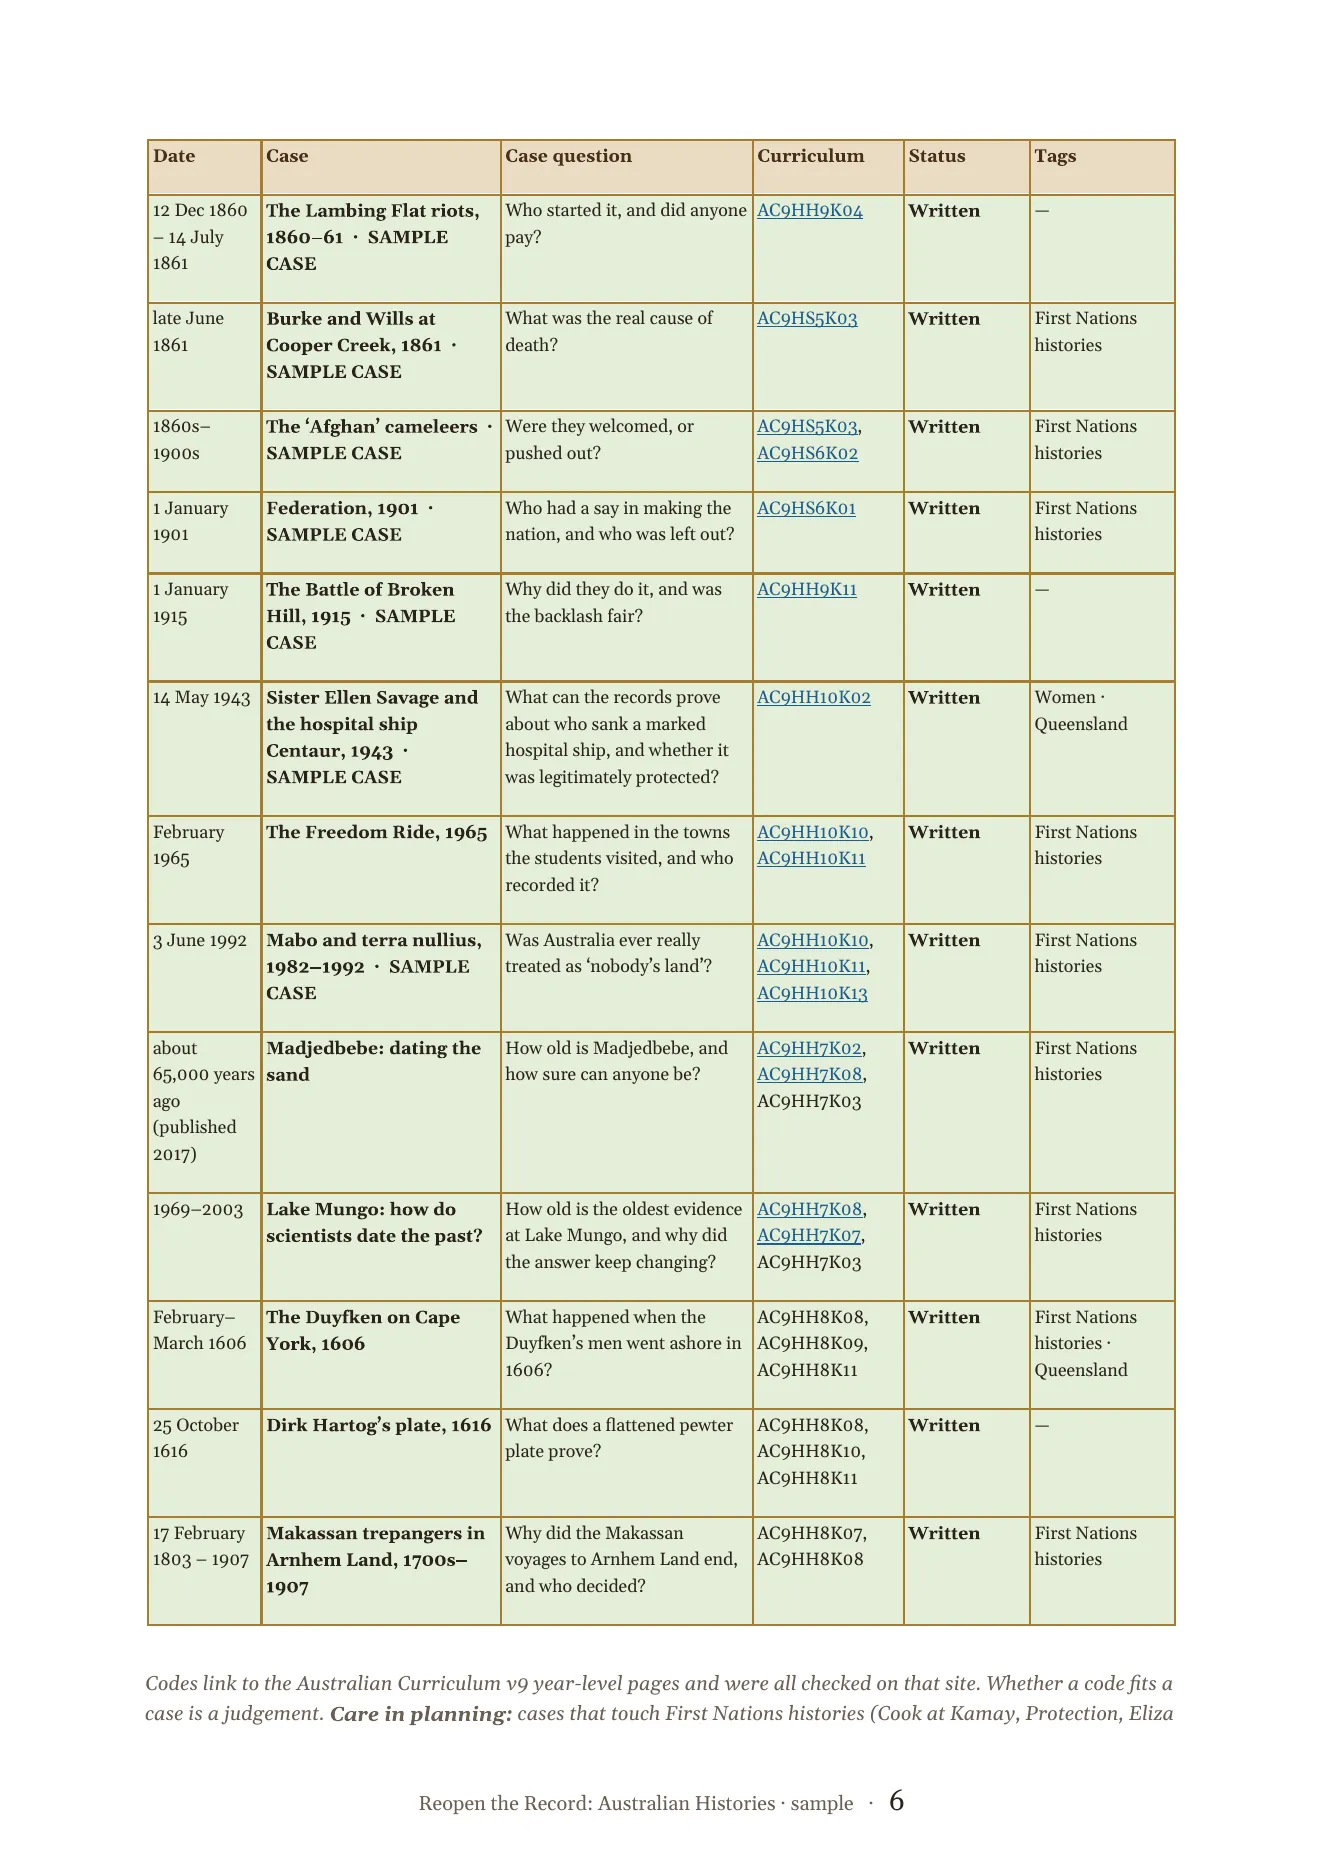 Date Case Case question Curriculum Status Tags
12 Dec 1860 The Lambing Flat riots, Who started it, and did anyone AC9HH9K04 Written —
– 14 July 1860–61 · SAMPLE pay?
1861 CASE
late June Burke and Wills at What was the real cause of AC9HS5K03 Written First Nations
1861 Cooper Creek, 1861 · death? histories
SAMPLE CASE
1860s– The ‘Afghan’ cameleers · Were they welcomed, or AC9HS5K03, Written First Nations
1900s SAMPLE CASE pushed out? AC9HS6K02 histories
1 January Federation, 1901 · Who had a say in making the AC9HS6K01 Written First Nations
1901 SAMPLE CASE nation, and who was left out? histories
1 January The Battle of Broken Why did they do it, and was AC9HH9K11 Written —
1915 Hill, 1915 · SAMPLE the backlash fair?
CASE
14 May 1943 Sister Ellen Savage and What can the records prove AC9HH10K02 Written Women ·
the hospital ship about who sank a marked Queensland
Centaur, 1943 · hospital ship, and whether it
SAMPLE CASE was legitimately protected?
February The Freedom Ride, 1965 What happened in the towns AC9HH10K10, Written First Nations
1965 the students visited, and who AC9HH10K11 histories
recorded it?
3 June 1992 Mabo and terra nullius, Was Australia ever really AC9HH10K10, Written First Nations
1982–1992 · SAMPLE treated as ‘nobody’s land’? AC9HH10K11, histories
CASE AC9HH10K13
about Madjedbebe: dating the How old is Madjedbebe, and AC9HH7K02, Written First Nations
65,000 years sand how sure can anyone be? AC9HH7K08, histories
ago AC9HH7K03
(published
2017)
1969–2003 Lake Mungo: how do How old is the oldest evidence AC9HH7K08, Written First Nations
scientists date the past? at Lake Mungo, and why did AC9HH7K07, histories
the answer keep changing? AC9HH7K03
February– The Duyfken on Cape What happened when the AC9HH8K08, Written First Nations
March 1606 York, 1606 Duyfken’s men went ashore in AC9HH8K09, histories ·
1606? AC9HH8K11 Queensland
25 October Dirk Hartog’s plate, 1616 What does a flattened pewter AC9HH8K08, Written —
1616 plate prove? AC9HH8K10,
AC9HH8K11
17 February Makassan trepangers in Why did the Makassan AC9HH8K07, Written First Nations
1803 – 1907 Arnhem Land, 1700s– voyages to Arnhem Land end, AC9HH8K08 histories
1907 and who decided?
Codes link to the Australian Curriculum v9 year-level pages and were all checked on that site. Whether a code fits a
case is a judgement. Care in planning: cases that touch First Nations histories (Cook at Kamay, Protection, Eliza
Reopen the Record: Australian Histories · sample · 6